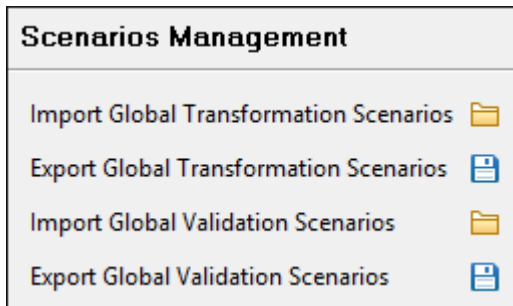 Scenarios Management
Import Global Transformation Scenarios
Export Global Transformation Scenarios
Import Global Validation Scenarios
Export Global Validation Scenarios